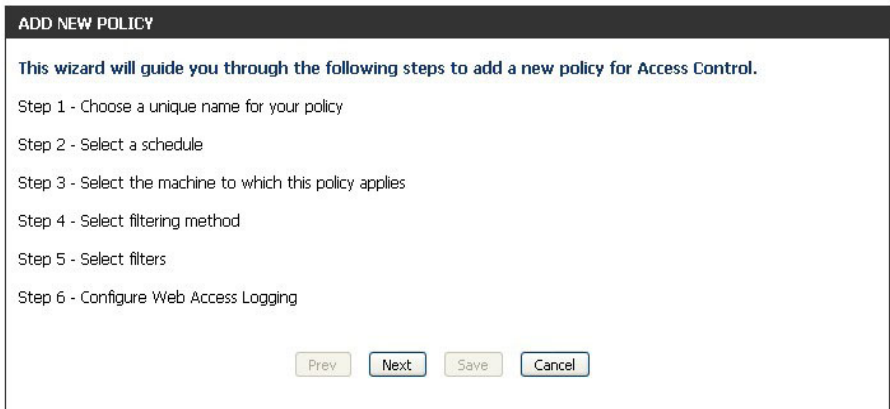 ADD NEW POLICY
This wizard will guide you through the following steps to add a new policy for Access Control.
Step 1 - Choose a unique name for your policy
Step 2 - Select a schedule
Step 3 - Select the machine to which this policy applies
Step 4 - Select filtering method
Step 5 - Select filters
Step 6 - Configure Web Access Logging
Prev Next Save Cancel